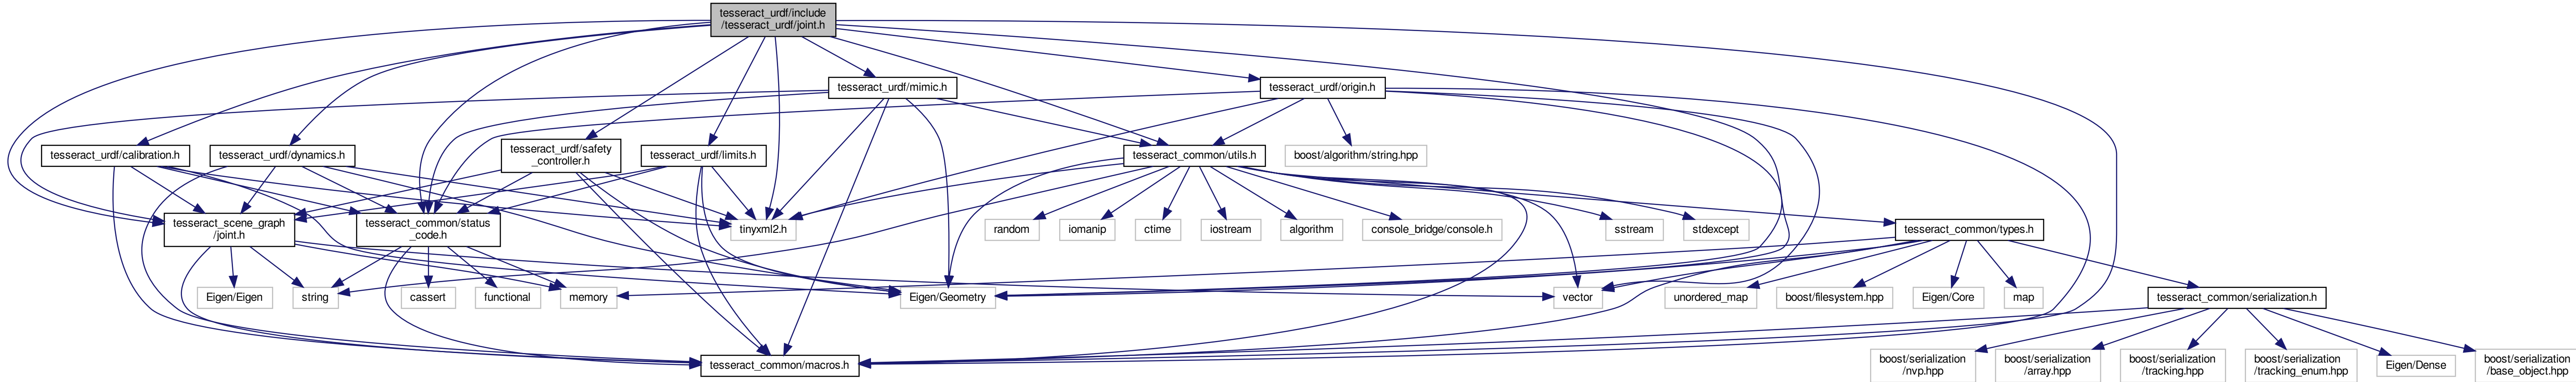 tesseract_urdf/include
/tesseract_urdf/joint.h
tesseract_urdf/mimic.h
tesseract_urdf/origin.h
tesseract_urdf/calibration.h
tesseract_urdf/dynamics.h
tesseract_urdf/safety
_controller.h
tesseract_urdf/limits.h
tesseract_common/utils.h
boost/algorithm/string.hpp
tesseract_scene_graph
/joint.h
tesseract_common/status
_code.h
tinyxml2.h
random
iomanip
ctime
iostream
algorithm
console_bridge/console.h
sstream
stdexcept
tesseract_common/types.h
Eigen/Eigen
string
cassert
functional
memory
Eigen/Geometry
vector
unordered_map
boost/filesystem.hpp
Eigen/Core
map
tesseract_common/serialization.h
tesseract_common/macros.h
boost/serialization
/nvp.hpp
boost/serialization
/array.hpp
boost/serialization
/tracking.hpp
boost/serialization
/tracking_enum.hpp
Eigen/Dense
boost/serialization
/base_object.hpp